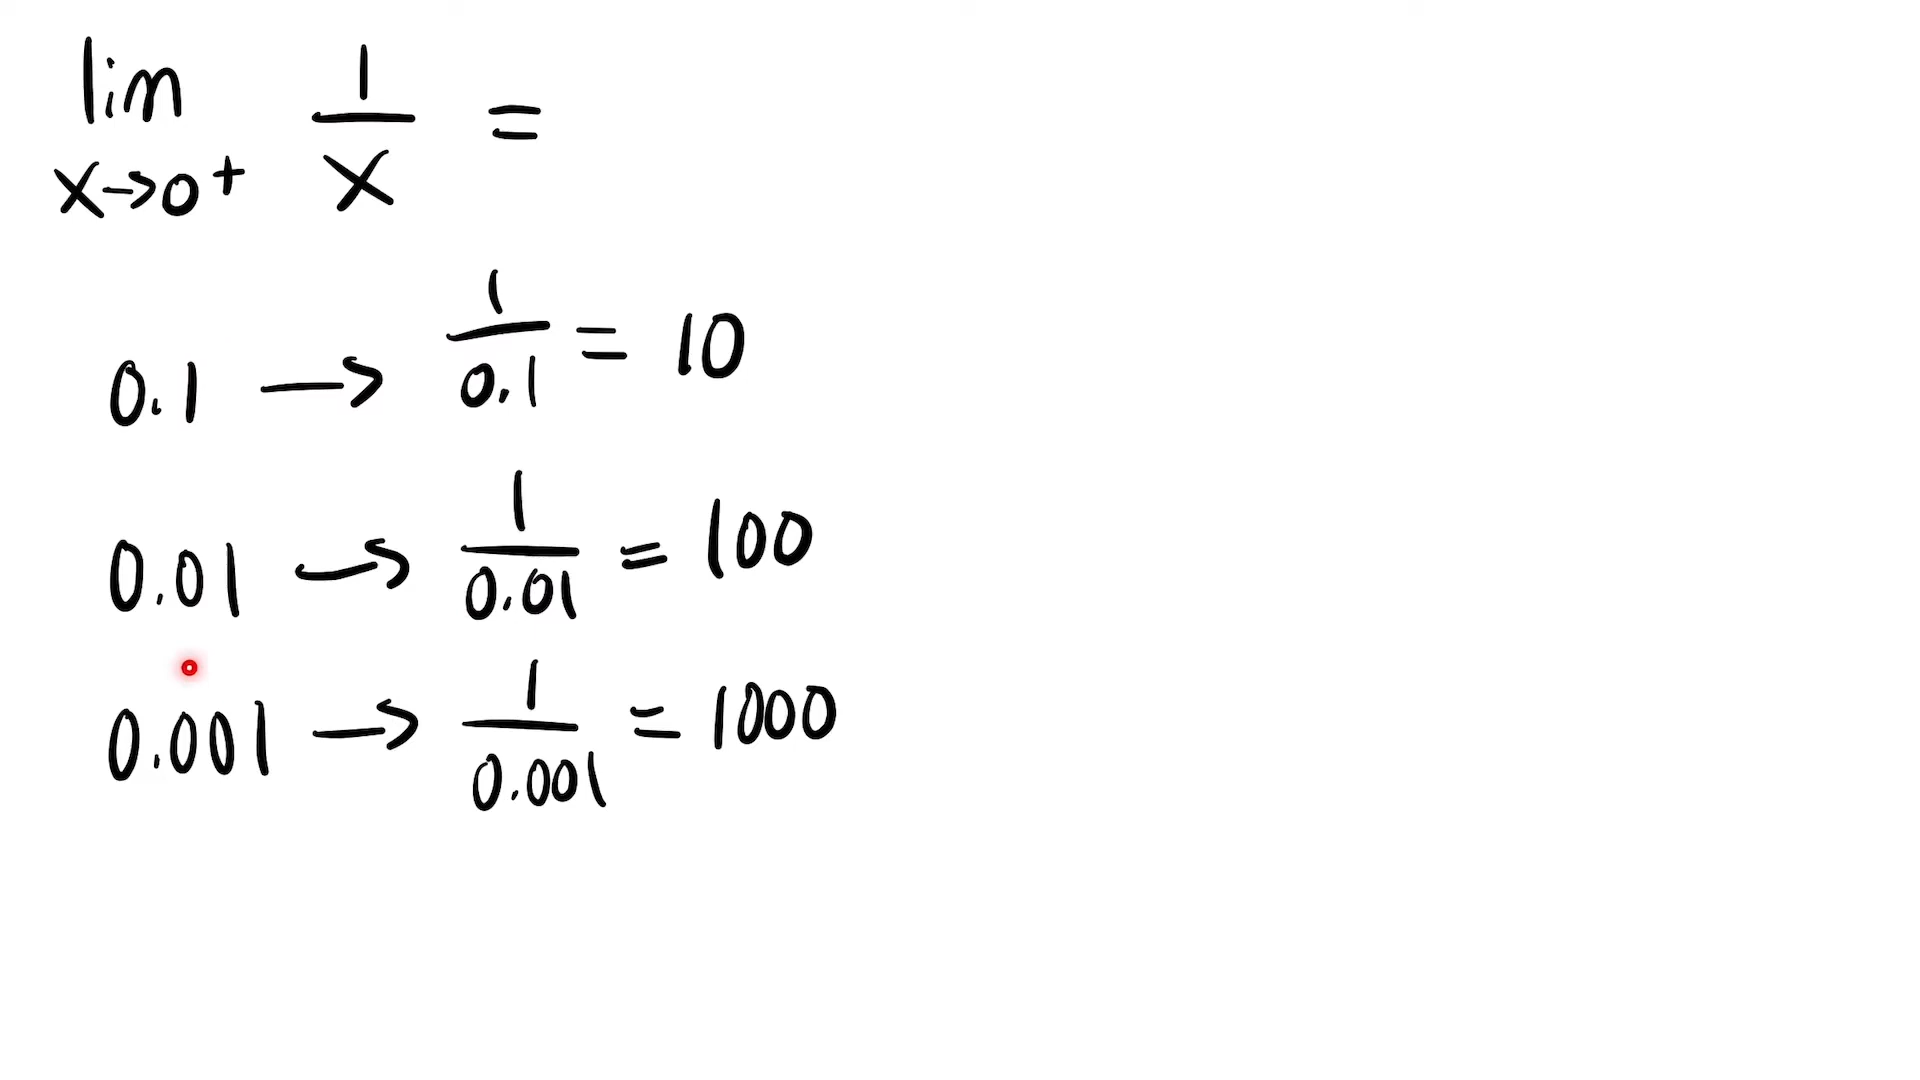 lim x→0⁺ 1/x =
0.1 → 1/0.1 = 10
0.01 → 1/0.01 = 100
0.001 → 1/0.001 = 1000